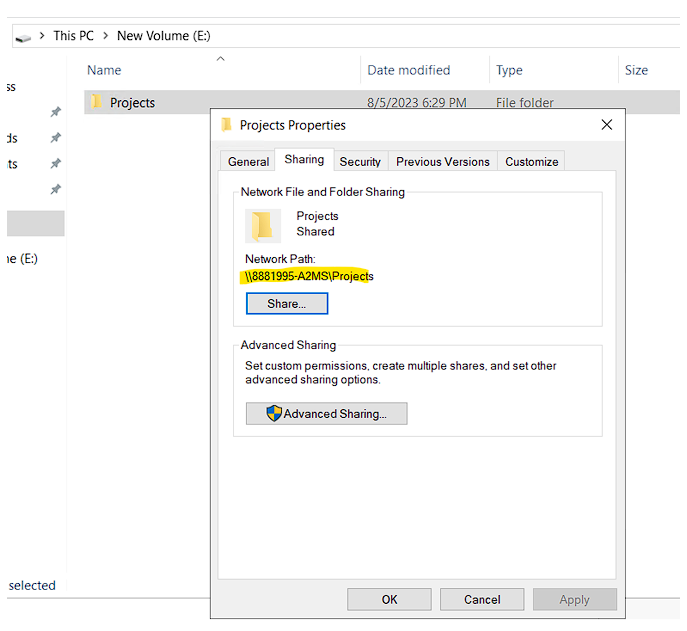 This PC > New Volume (E:)
Name
Date modified
Type
Size
ss
ds
ts
ne (E:)
Projects
8/5/2023 6:29 PM
File folder
Projects Properties
General
Sharing
Security
Previous Versions
Customize
Network File and Folder Sharing
Projects
Shared
Network Path:
\\8881995-A2MS\Projects
Share...
Advanced Sharing
Set custom permissions, create multiple shares, and set other
advanced sharing options.
Advanced Sharing...
OK
Cancel
Apply
selected